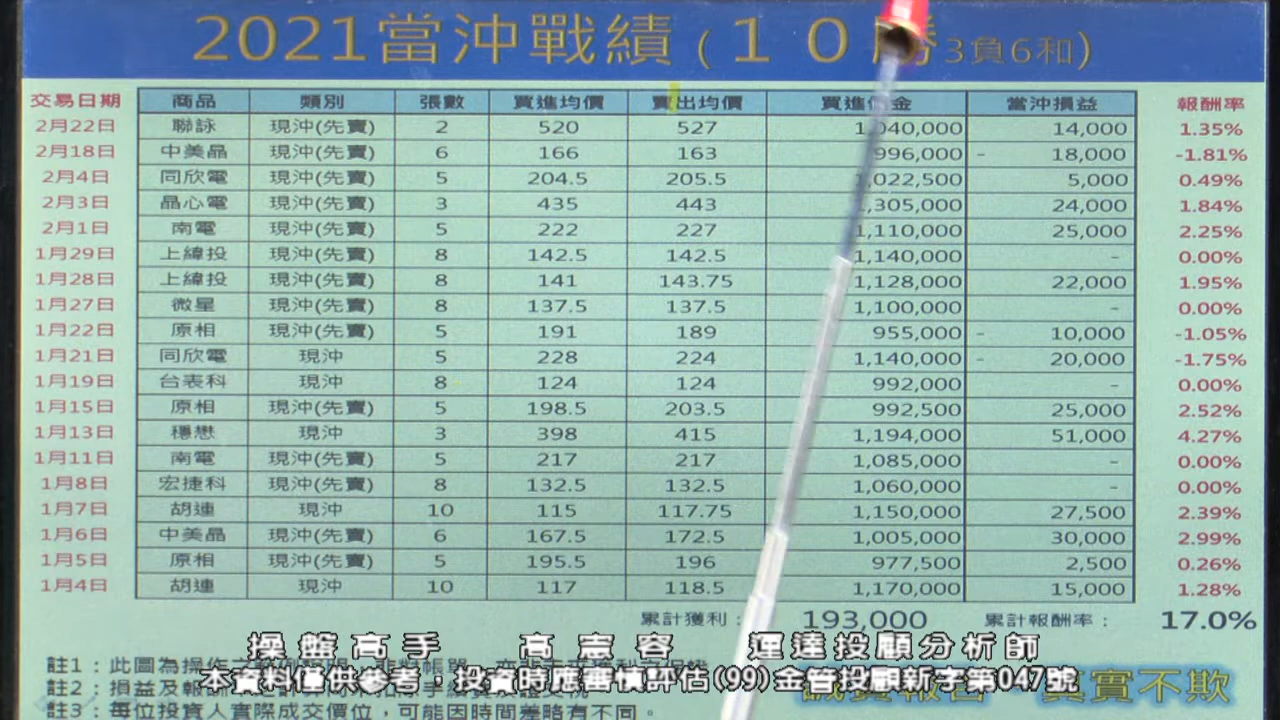 2021當沖戰績(10勝3負6和)
交易日期 商品 類別 張數 買進均價 賣出均價 買進價金 當沖損益 報酬率
2月22日 聯詠 現沖(先賣) 2 520 527 1,040,000 14,000 1.35%
2月18日 中美晶 現沖(先賣) 6 166 163 996,000 - 18,000 -1.81%
2月4日 同欣電 現沖(先賣) 5 204.5 205.5 1,022,500 5,000 0.49%
2月3日 晶心電 現沖(先賣) 3 435 443 1,305,000 24,000 1.84%
2月1日 南電 現沖(先賣) 5 222 227 1,110,000 25,000 2.25%
1月29日 上緯投 現沖(先賣) 8 142.5 142.5 1,140,000 - 0.00%
1月28日 上緯投 現沖(先賣) 8 141 143.75 1,128,000 22,000 1.95%
1月27日 微星 現沖(先賣) 8 137.5 137.5 1,100,000 - 0.00%
1月22日 原相 現沖(先賣) 5 191 189 955,000 - 10,000 -1.05%
1月21日 同欣電 現沖 5 228 224 1,140,000 - 20,000 -1.75%
1月19日 台表科 現沖 8 124 124 992,000 - 0.00%
1月15日 原相 現沖(先賣) 5 198.5 203.5 992,500 25,000 2.52%
1月13日 穩懋 現沖 3 398 415 1,194,000 51,000 4.27%
1月11日 南電 現沖(先賣) 5 217 217 1,085,000 - 0.00%
1月8日 宏捷科 現沖(先賣) 8 132.5 132.5 1,060,000 - 0.00%
1月7日 胡連 現沖 10 115 117.75 1,150,000 27,500 2.39%
1月6日 中美晶 現沖(先賣) 6 167.5 172.5 1,005,000 30,000 2.99%
1月5日 原相 現沖(先賣) 5 195.5 196 977,500 2,500 0.26%
1月4日 胡連 現沖 10 117 118.5 1,170,000 15,000 1.28%
累計獲利: 193,000 累計報酬率: 17.0%
操盤高手 高憲容 運達投顧分析師
註1:此圖為操作
本資料僅供參考,投資時應審慎評估(99)金管投顧新字第047號
註2:損益及報 真實不欺
註3:每位投資人實際成交價位,可能因時間差略有不同。